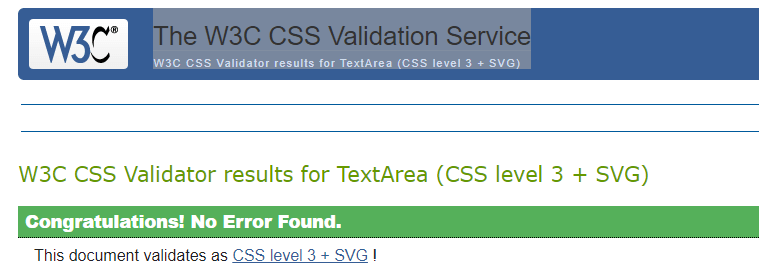 W3C®
The W3C CSS Validation Service
W3C CSS Validator results for TextArea (CSS level 3 + SVG)
W3C CSS Validator results for TextArea (CSS level 3 + SVG)
Congratulations! No Error Found.
This document validates as CSS level 3 + SVG !